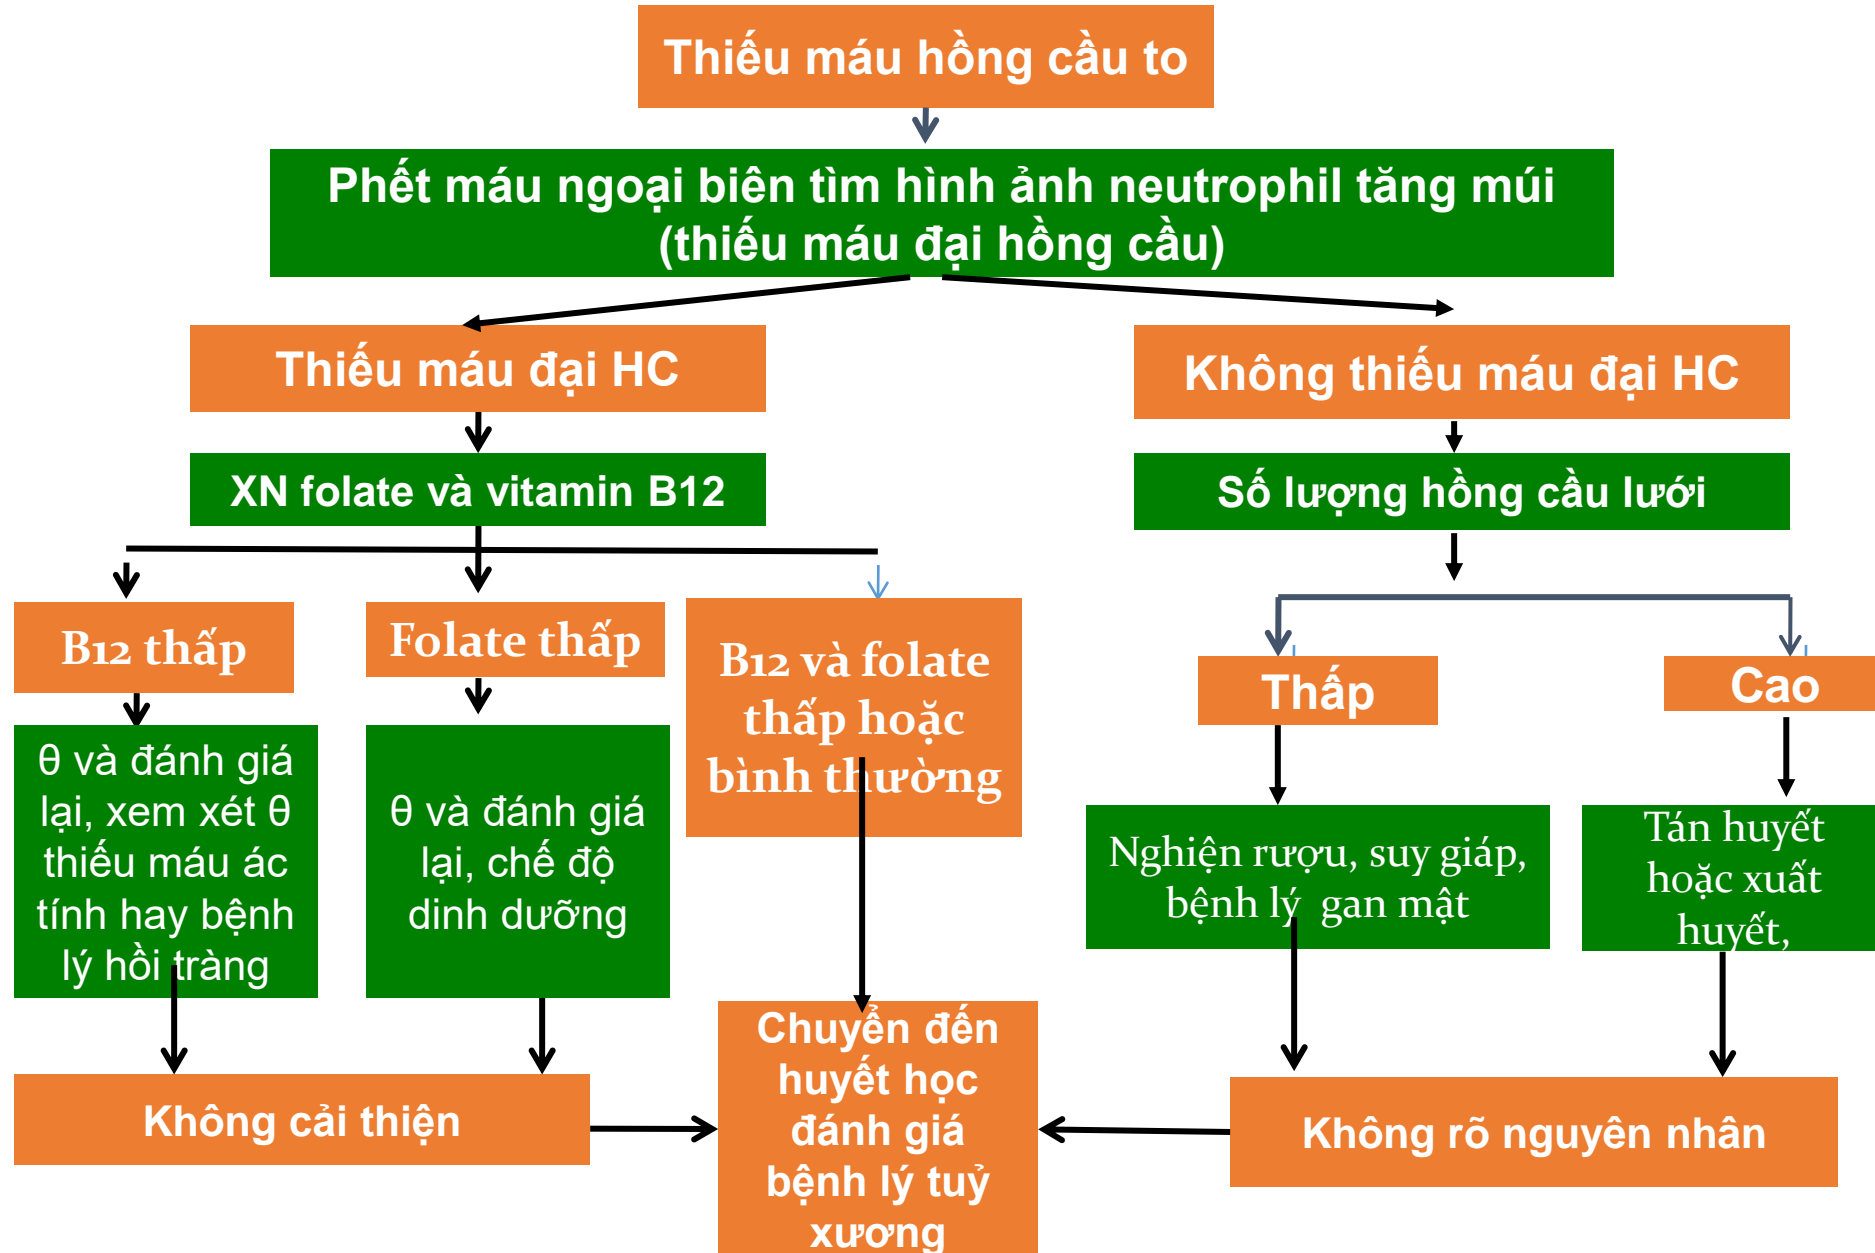 Thiếu máu hồng cầu to
Phết máu ngoại biên tìm hình ảnh neutrophil tăng múi
(thiếu máu đại hồng cầu)
Thiếu máu đại HC
Không thiếu máu đại HC
XN folate và vitamin B12
Số lượng hồng cầu lưới
B12 thấp
Folate thấp
B12 và folate
thấp hoặc
bình thường
Thấp
Cao
θ và đánh giá
lại, xem xét θ
thiếu máu ác
tính hay bệnh
lý hồi tràng
θ và đánh giá
lại, chế độ
dinh dưỡng
Nghiện rượu, suy giáp,
bệnh lý gan mật
Tán huyết
hoặc xuất
huyết,
Không cải thiện
Chuyển đến
huyết học
đánh giá
bệnh lý tuỷ
xương
Không rõ nguyên nhân